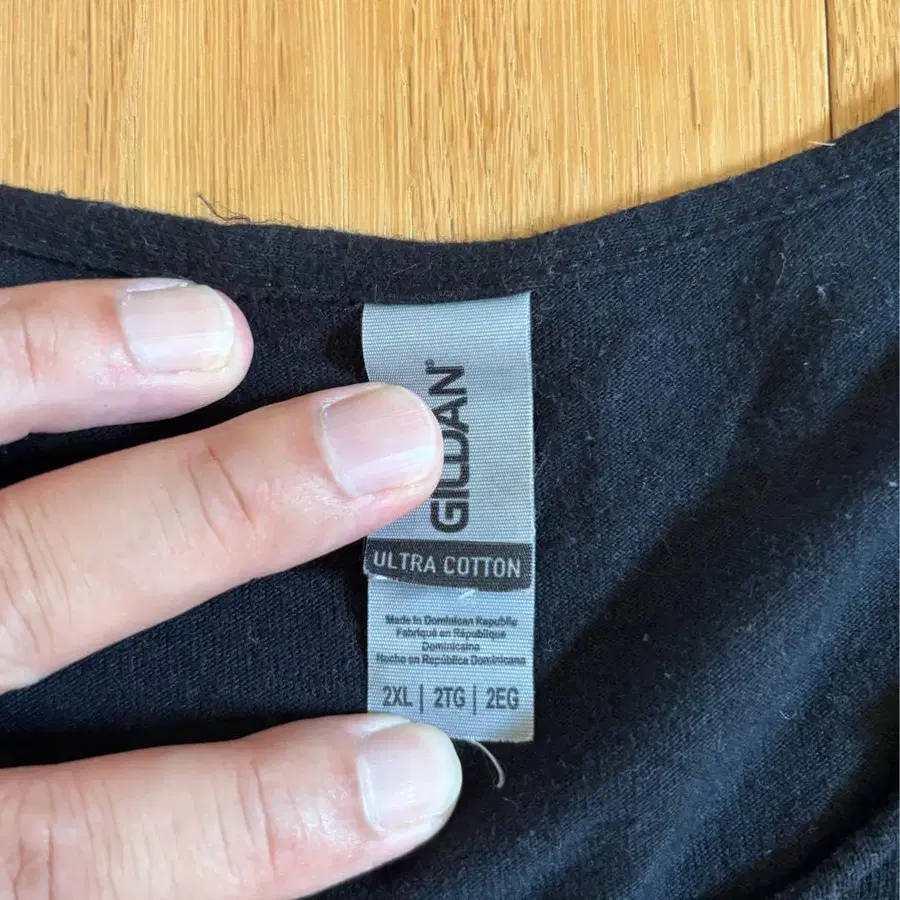 GILDAN®
ULTRA COTTON
Made in Dominican Republic
Fabriqué en République
Dominicaine
Hecho en República Dominicana
2XL | 2TG | 2EG